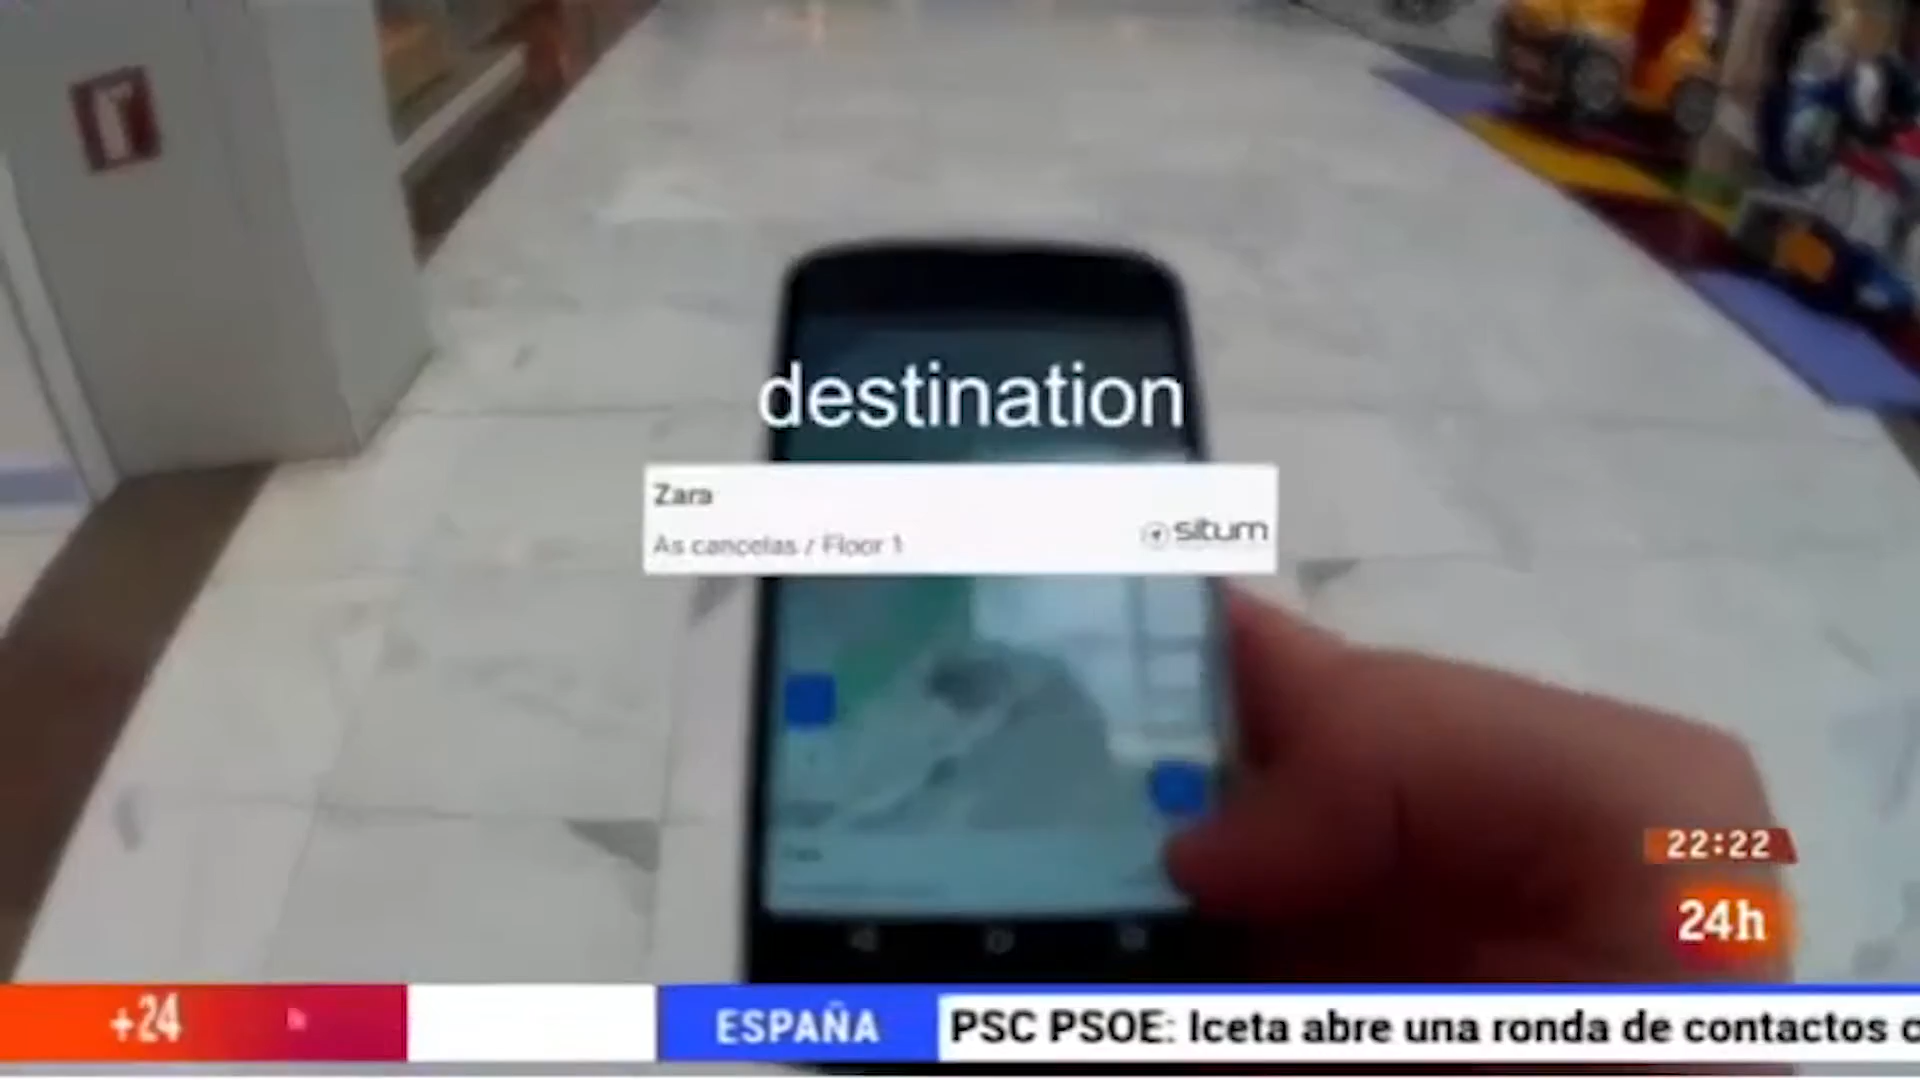 destination
Zara
As cancelas / Floor 1
situm
22:22
24h
+24
ESPAÑA
PSC PSOE: Iceta abre una ronda de contactos c